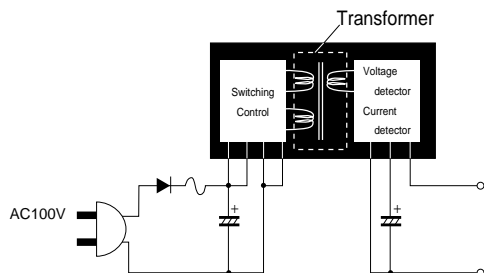 Transformer
Switching
Control
Voltage
detector
Current
detector
AC100V
+
+